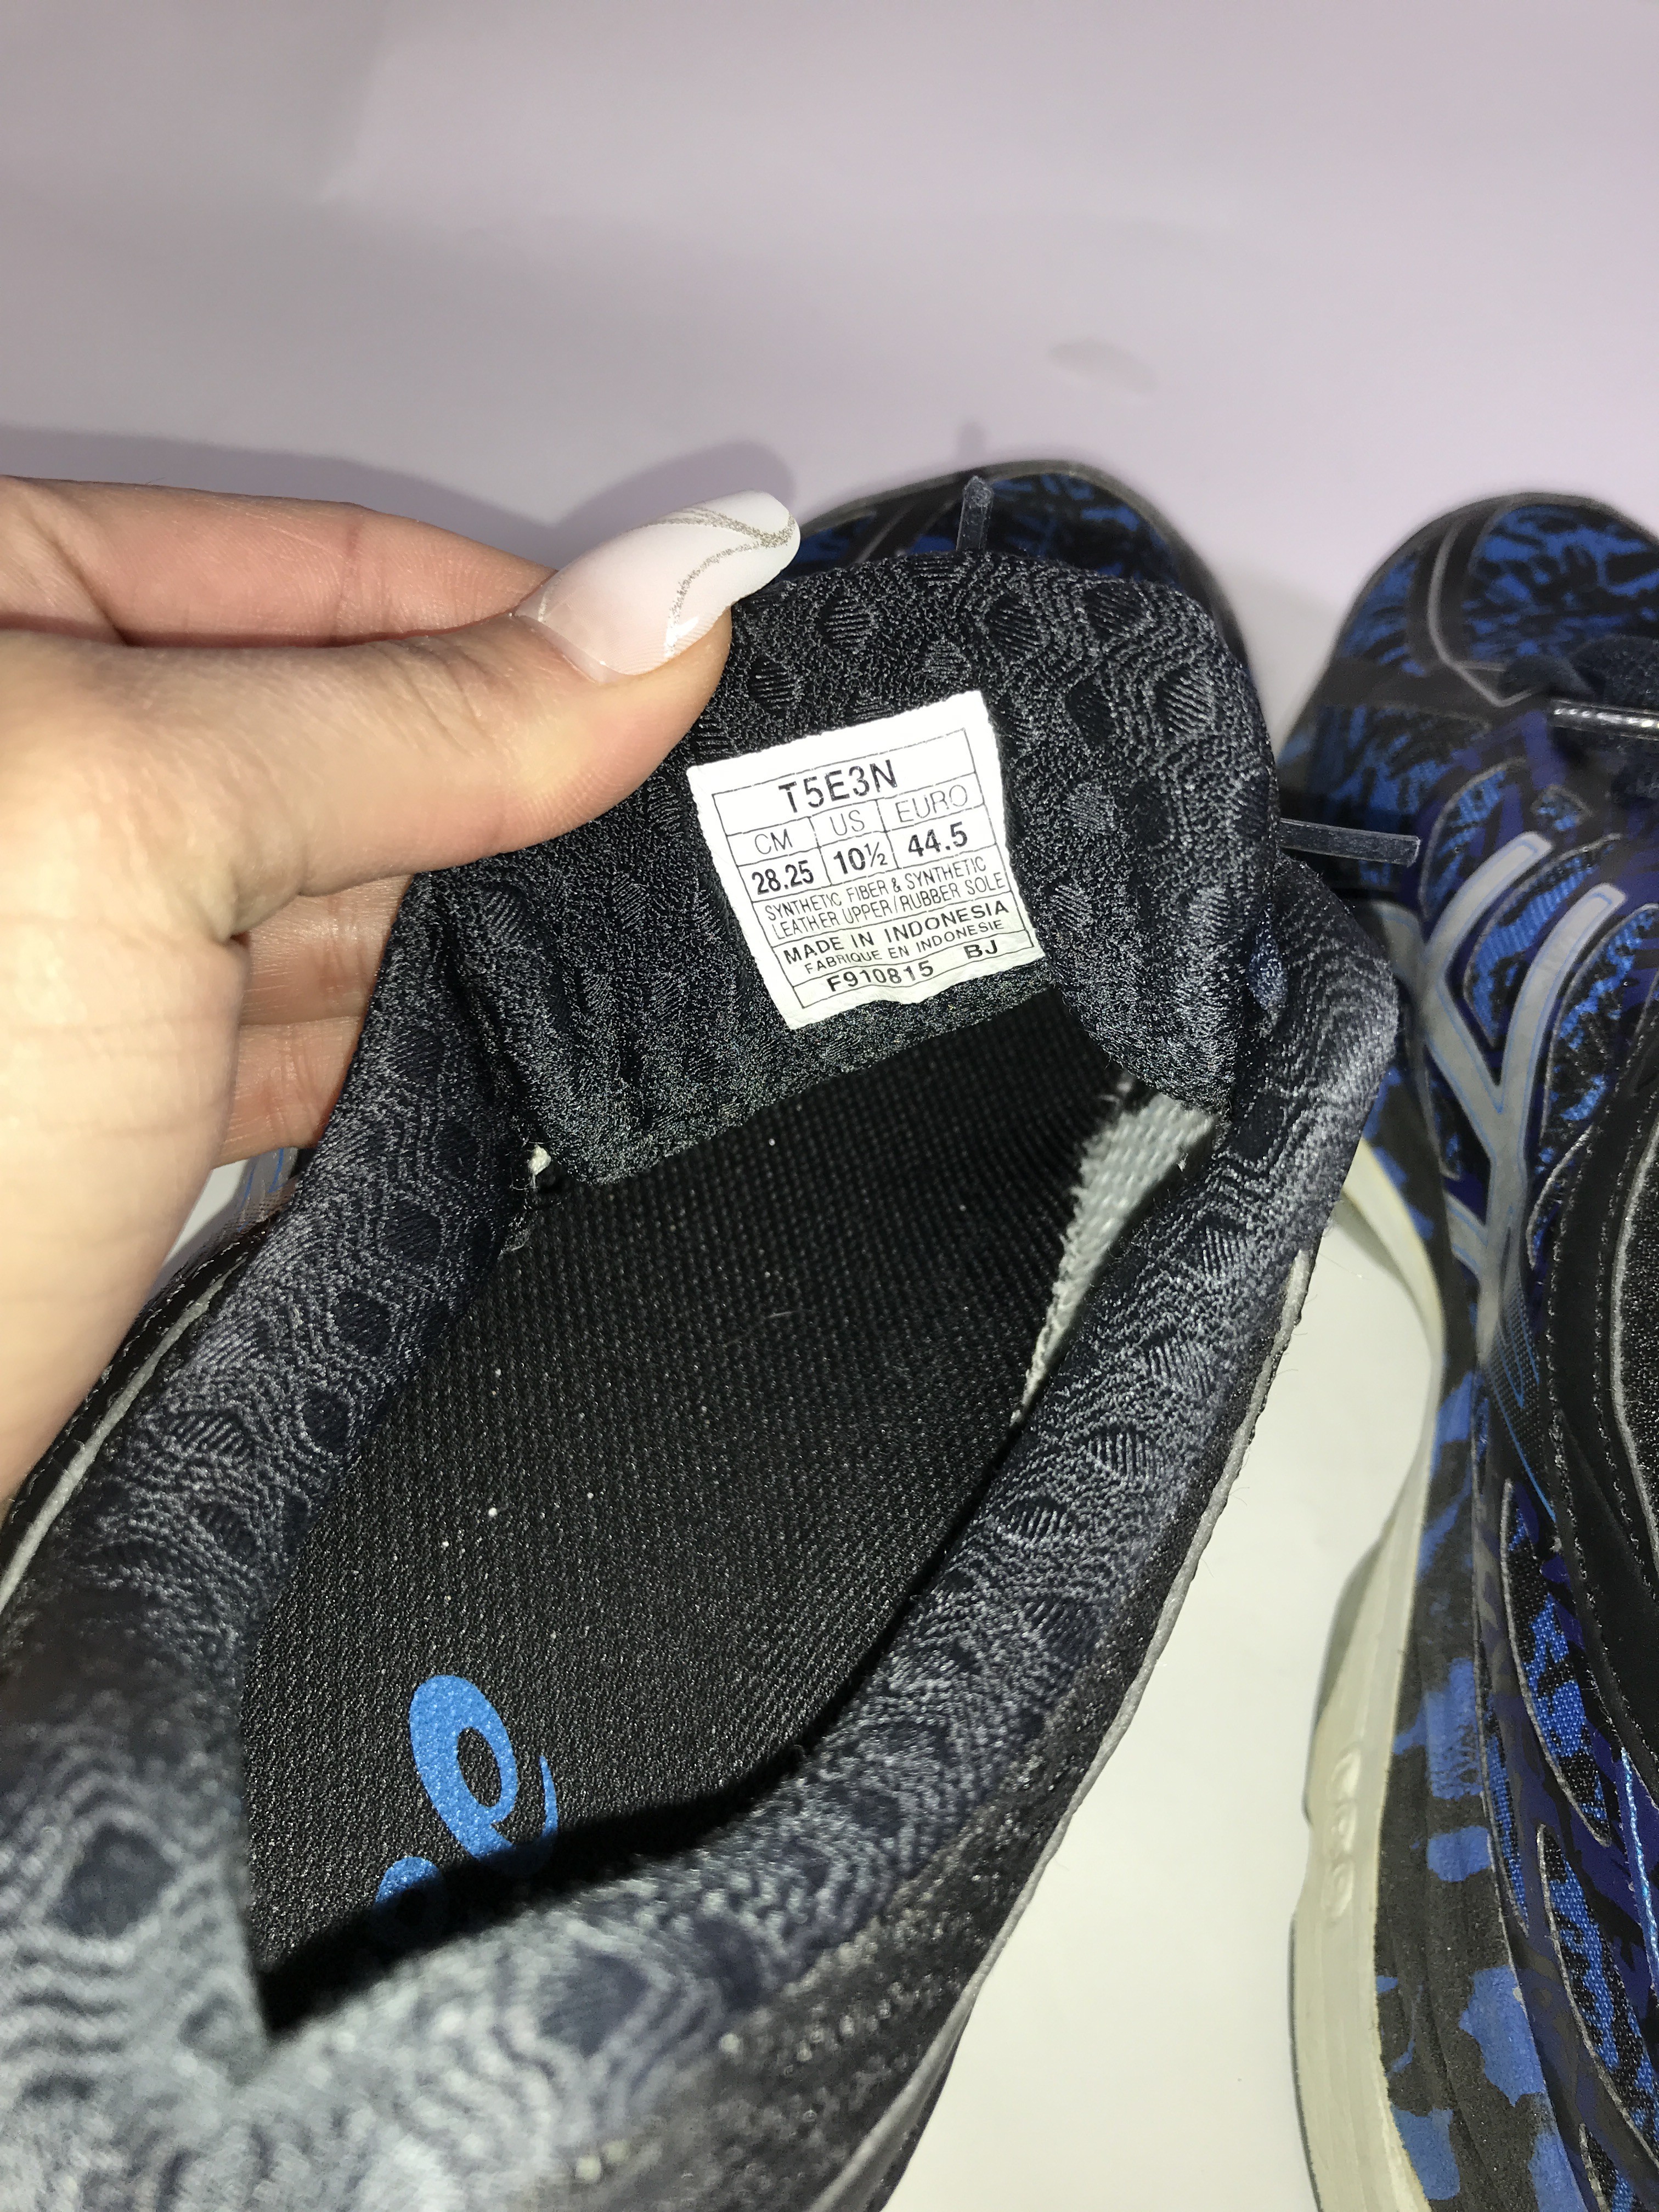 T5E3N
CM US EURO
28.25 10½ 44.5
SYNTHETIC FIBER & SYNTHETIC
LEATHER UPPER/RUBBER SOLE
MADE IN INDONESIA
FABRIQUE EN INDONESIE
F910815 BJ